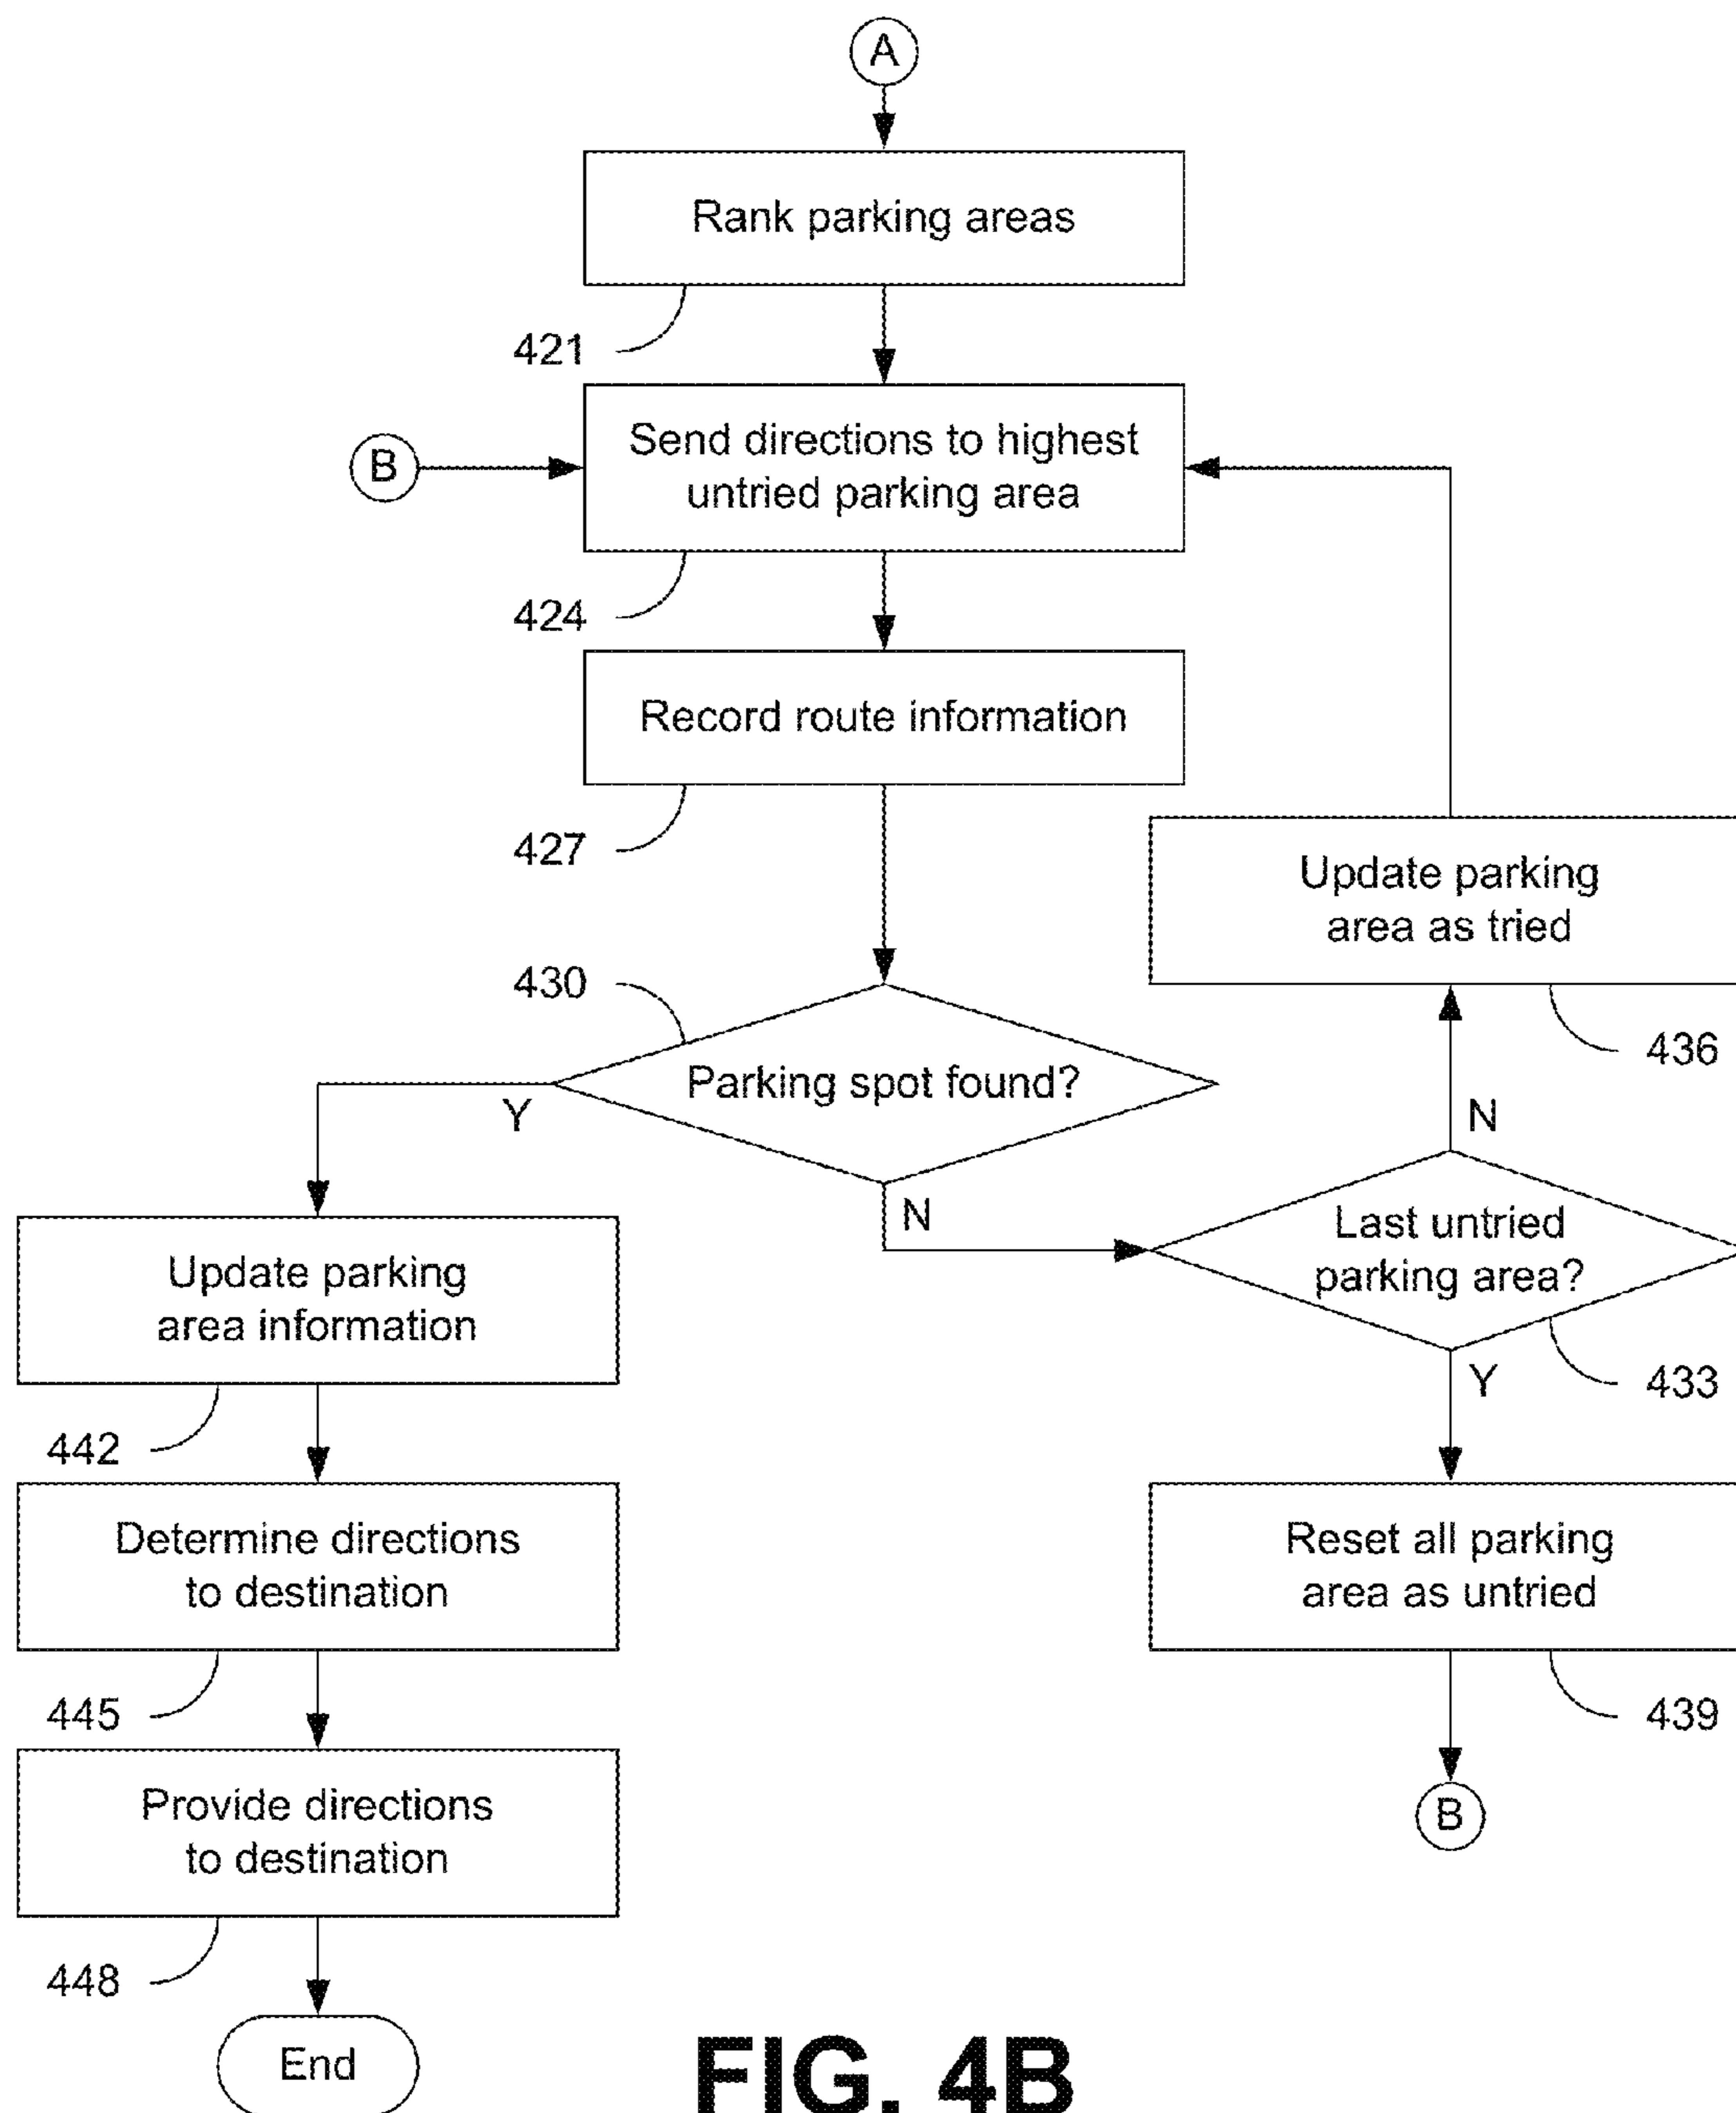 A
Rank parking areas
421
Send directions to highest
untried parking area
B
424
Record route information
427
Update parking
area as tried
436
430
Parking spot found?
Y
N
N
Last untried
parking area?
433
Y
Update parking
area information
442
Determine directions
to destination
445
Reset all parking
area as untried
439
B
Provide directions
to destination
448
End
FIG. 4B